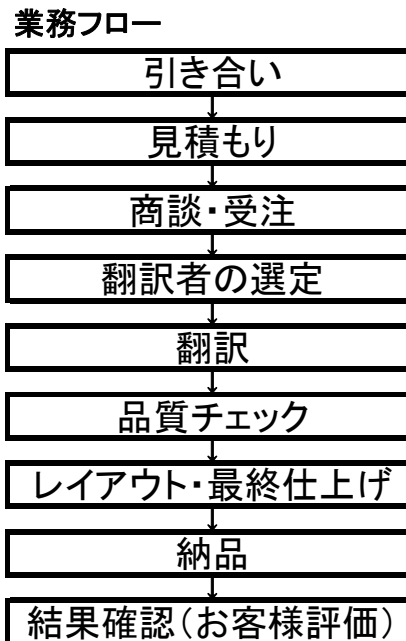 業務フロー
引き合い
見積もり
商談・受注
翻訳者の選定
翻訳
品質チェック
レイアウト・最終仕上げ
納品
結果確認(お客様評価)